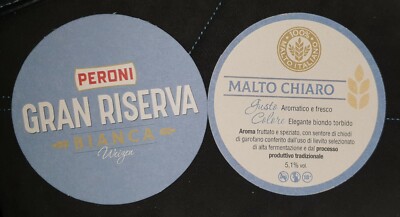 PERONI
GRAN RISERVA
BIANCA
Weizen
100%
MALTO ITALIANO
MALTO CHIARO
Gusto Aromatico e fresco
Colore Elegante biondo torbido
Aroma fruttato e speziato, con sentore di chiodi
di garofano conferito dall'uso di lievito selezionato
di alta fermentazione e dal processo
produttivo tradizionale
5,1% vol.